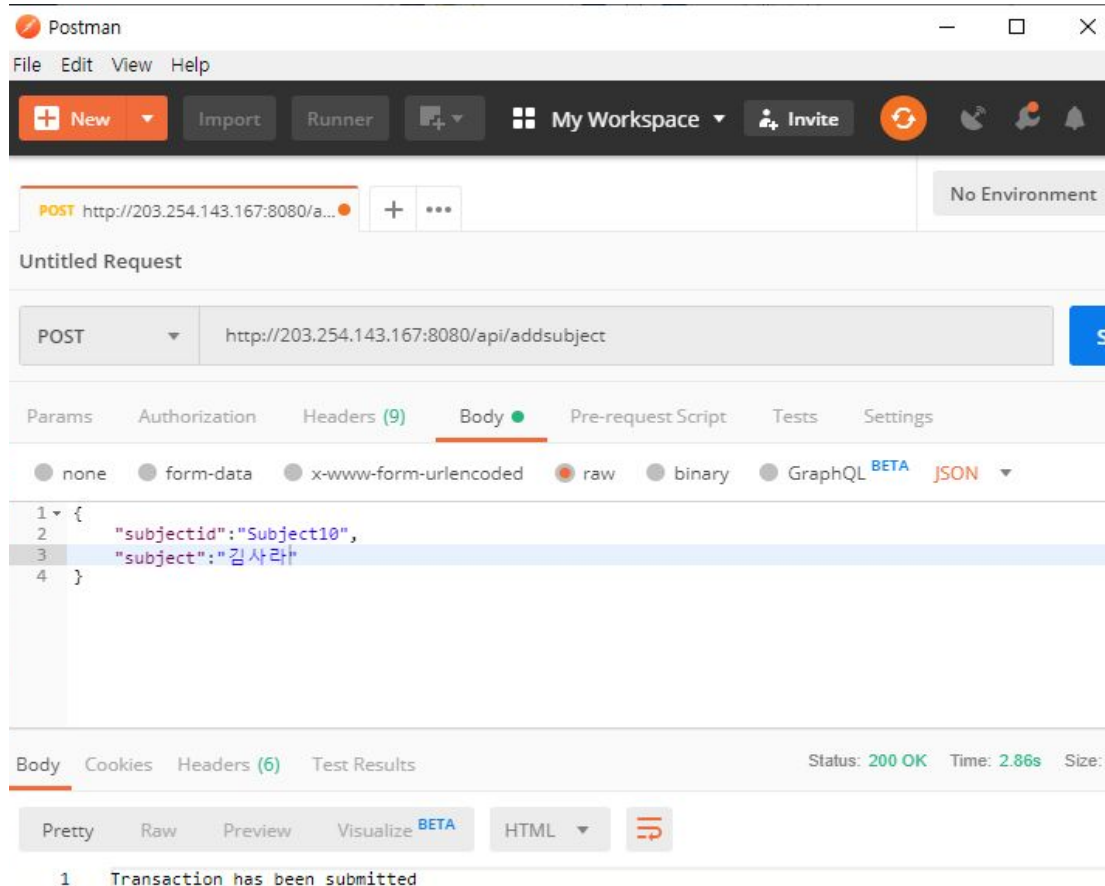 Postman
File Edit View Help
New Import Runner My Workspace Invite
POST http://203.254.143.167:8080/a... + ••• No Environment
Untitled Request
POST http://203.254.143.167:8080/api/addsubject S
Params Authorization Headers (9) Body Pre-request Script Tests Settings
none form-data x-www-form-urlencoded raw binary GraphQL BETA JSON
1 {
2 "subjectid":"Subject10",
3 "subject":"김사라"
4 }
Body Cookies Headers (6) Test Results Status: 200 OK Time: 2.86s Size:
Pretty Raw Preview Visualize BETA HTML
1 Transaction has been submitted